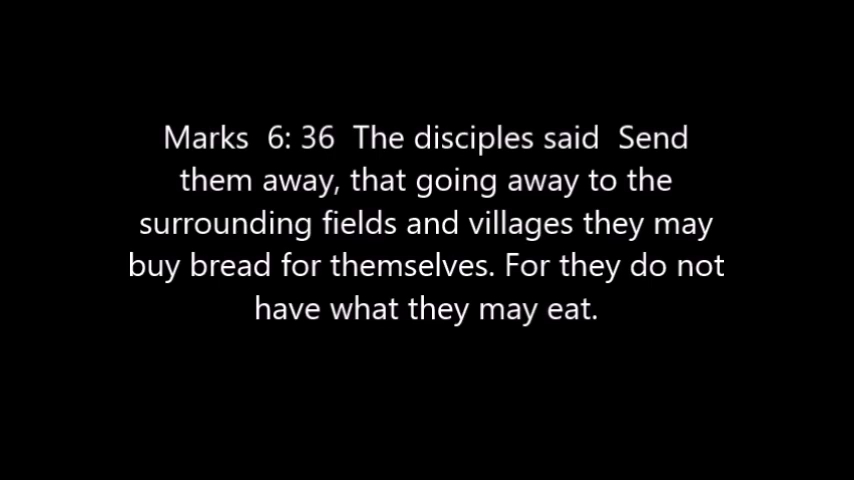 Marks  6: 36  The disciples said  Send
them away, that going away to the
surrounding fields and villages they may
buy bread for themselves. For they do not
have what they may eat.